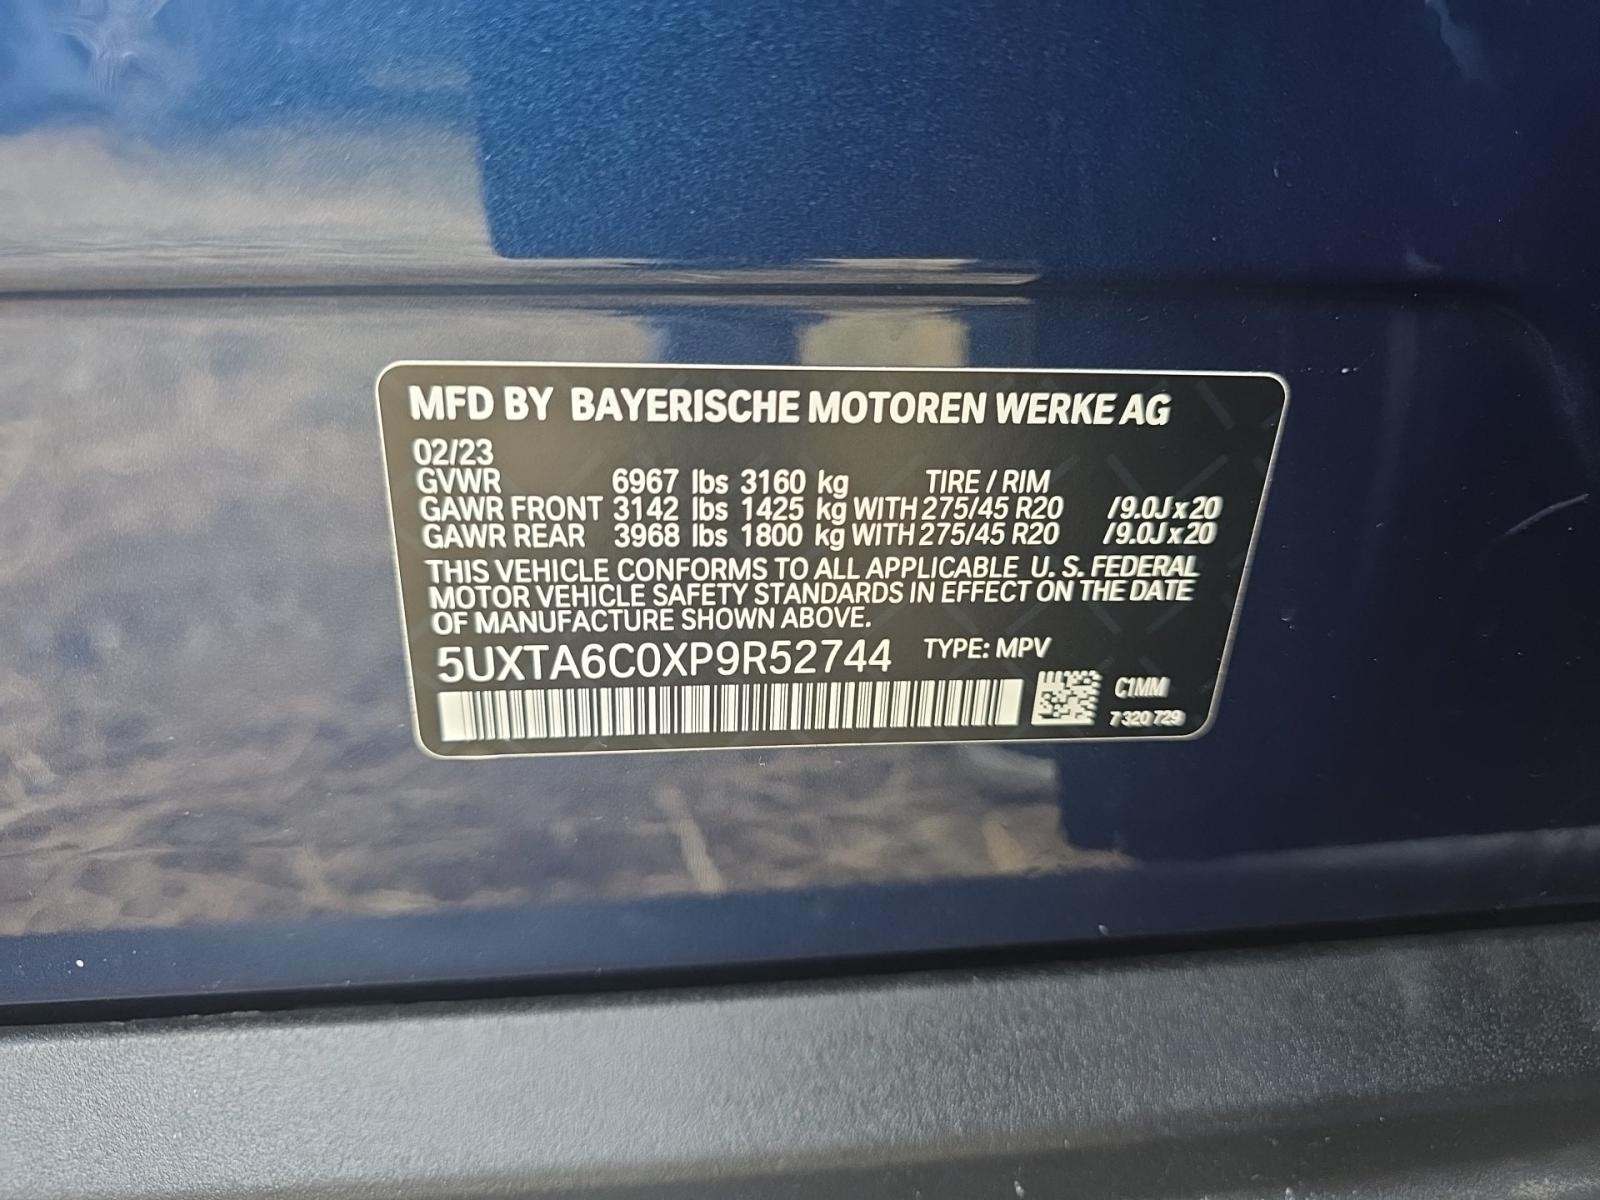 MFD BY BAYERISCHE MOTOREN WERKE AG
02/23
GVWR 6967 lbs 3160 kg TIRE / RIM
GAWR FRONT 3142 lbs 1425 kg WITH 275/45 R20 /9.0J x 20
GAWR REAR 3968 lbs 1800 kg WITH 275/45 R20 /9.0J x 20
THIS VEHICLE CONFORMS TO ALL APPLICABLE U. S. FEDERAL
MOTOR VEHICLE SAFETY STANDARDS IN EFFECT ON THE DATE
OF MANUFACTURE SHOWN ABOVE.
5UXTA6C0XP9R52744 TYPE: MPV
C1MM
7 320 729